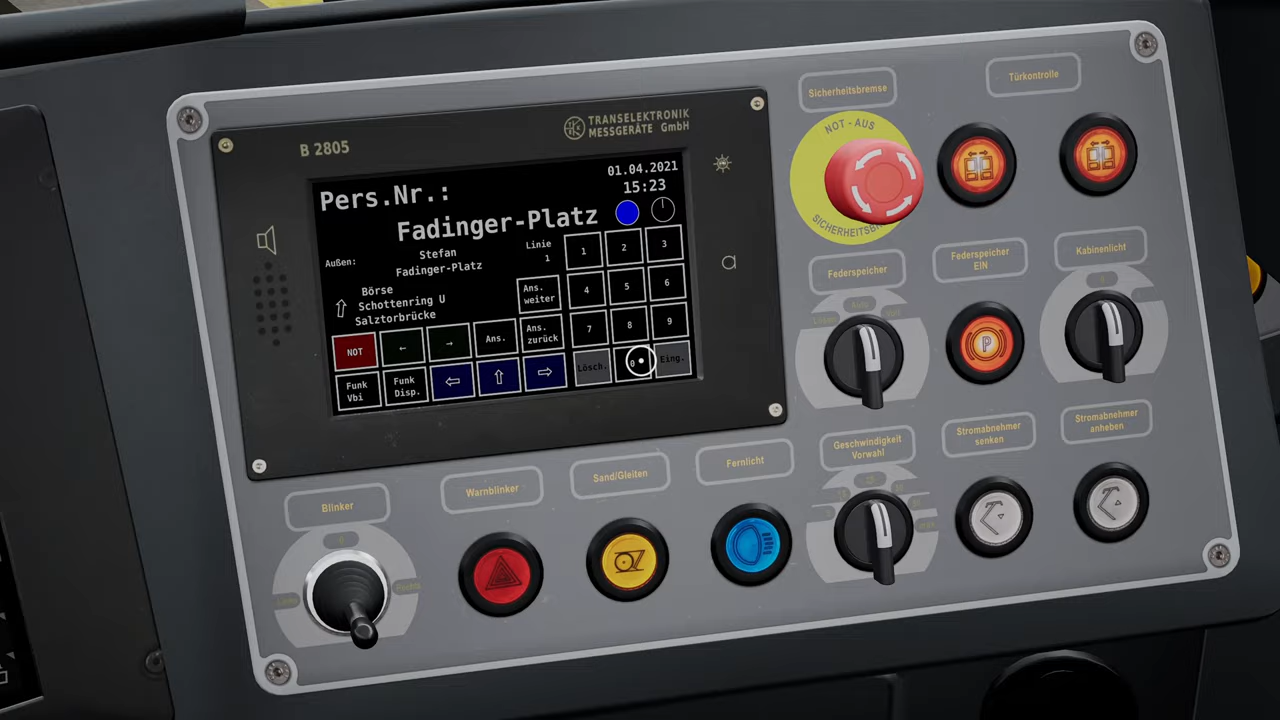 B 2805
TRANSELEKTRONIK
MESSGERÄTE GmbH
01.04.2021
15:23
Pers.Nr.:
Fadinger-Platz
Außen:
Stefan
Fadinger-Platz
Linie
1
Börse
Schottenring U
Salztorbrücke
Ans.
weiter
Ans.
zurück
1 2 3
4 5 6
7 8 9
Lösch. 0 Eing.
NOT ← → Ans.
Funk
Vbi
Funk
Disp.
⇦ ⇧ ⇨
Sicherheitsbremse
NOT - AUS
Türkontrolle
Federspeicher
Federspeicher
EIN
P
Kabinenlicht
Blinker
0
Rechts
Warnblinker
Sand/Gleiten
Fernlicht
Geschwindigkeit
Vorwahl
Stromabnehmer
senken
Stromabnehmer
anheben